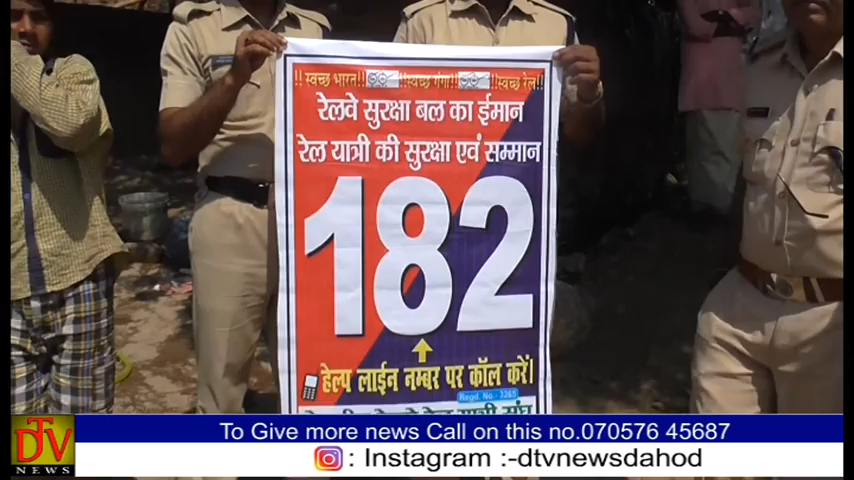 !!स्वच्छ भारत!! !!स्वच्छ गंगा!! !!स्वच्छ रेल!!
रेलवे सुरक्षा बल का ईमान
रेल यात्री की सुरक्षा एवं सम्मान
182
हेल्प लाईन नम्बर पर कॉल करें।
Regd. No.- 3265
रेल यात्री संघ
DTV
NEWS
To Give more news Call on this no.070576 45687
: Instagram :-dtvnewsdahod